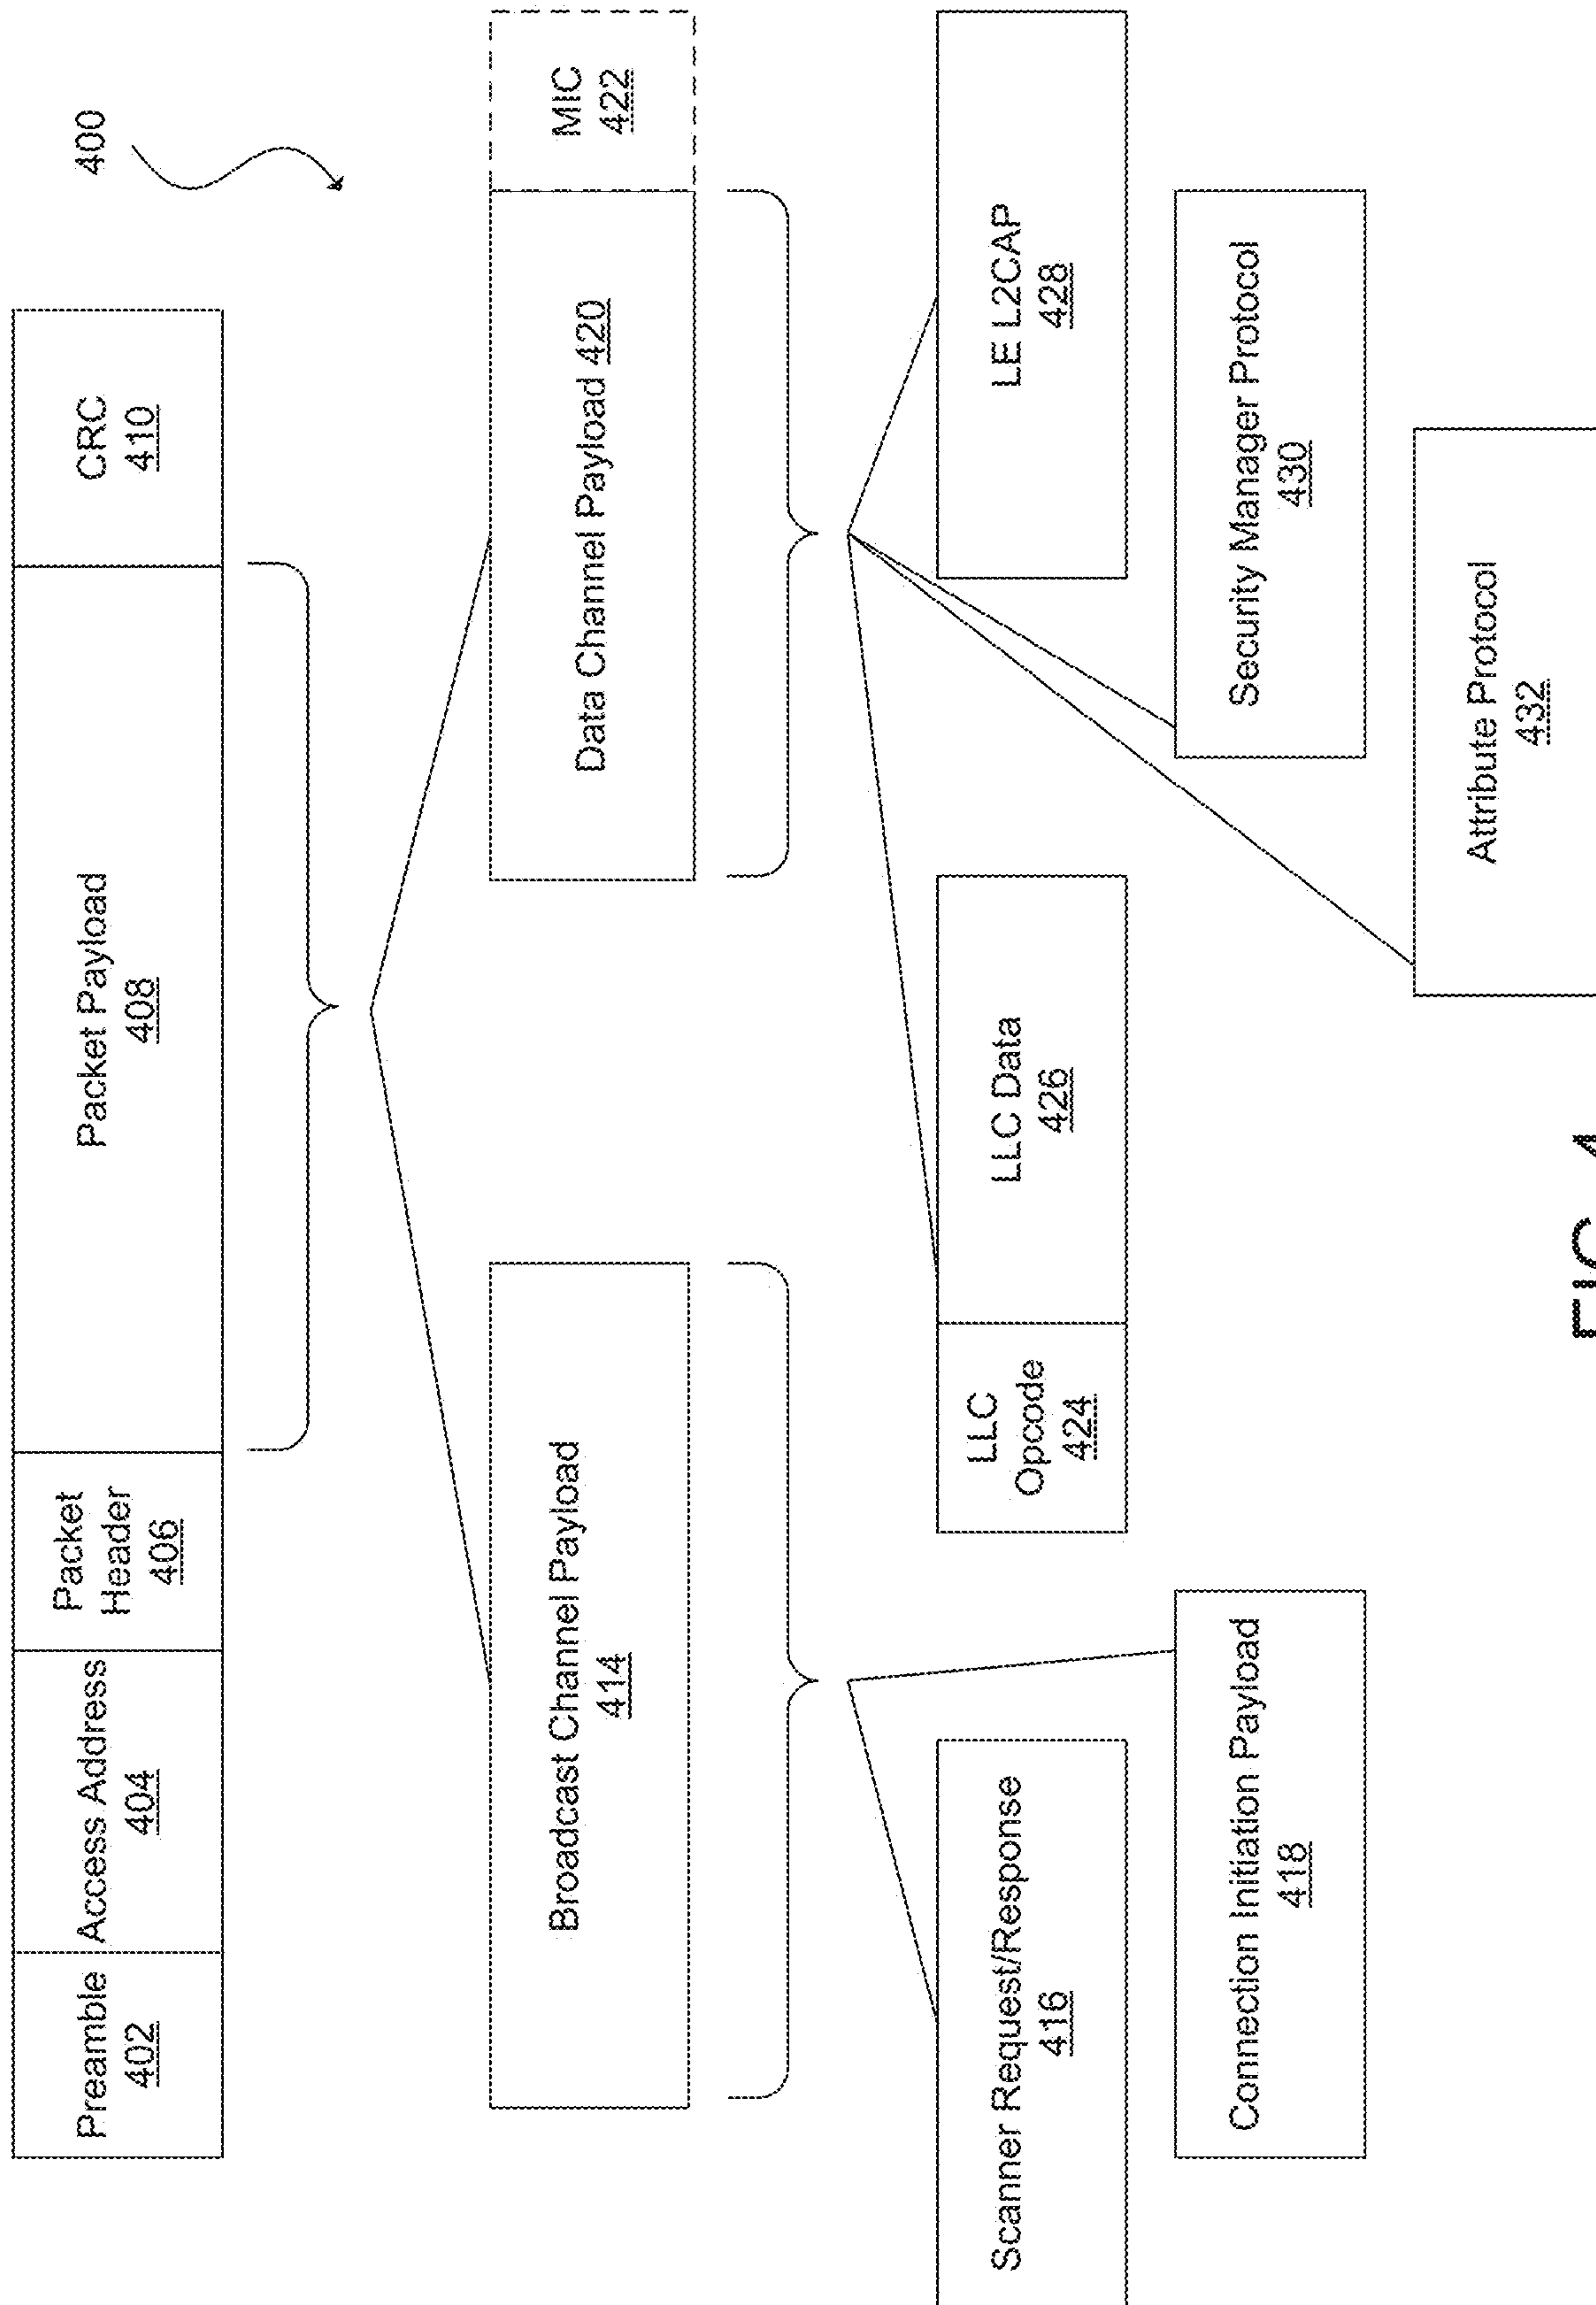 400
Preamble
402
Access Address
404
Packet
Header
406
Packet Payload
408
CRC
410
Broadcast Channel Payload
414
Data Channel Payload 420
MIC
422
Scanner Request/Response
416
LLC
Opcode
424
LLC Data
426
LE L2CAP
428
Connection Initiation Payload
418
Security Manager Protocol
430
Attribute Protocol
432